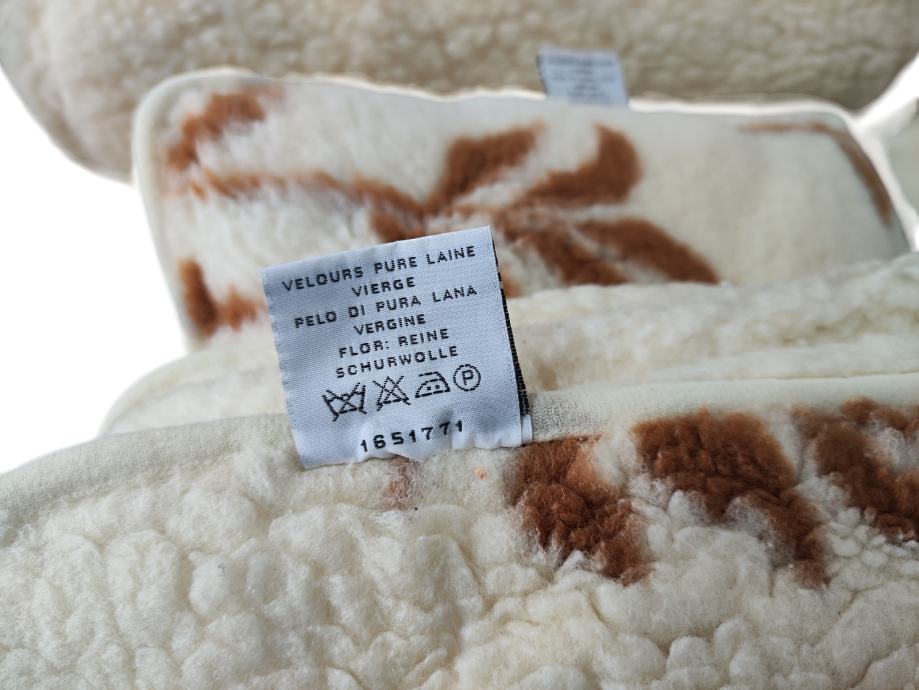 VELOURS PURE LAINE
VIERGE
PELO DI PURA LANA
VERGINE
FLOR: REINE
SCHURWOLLE
P
1651771